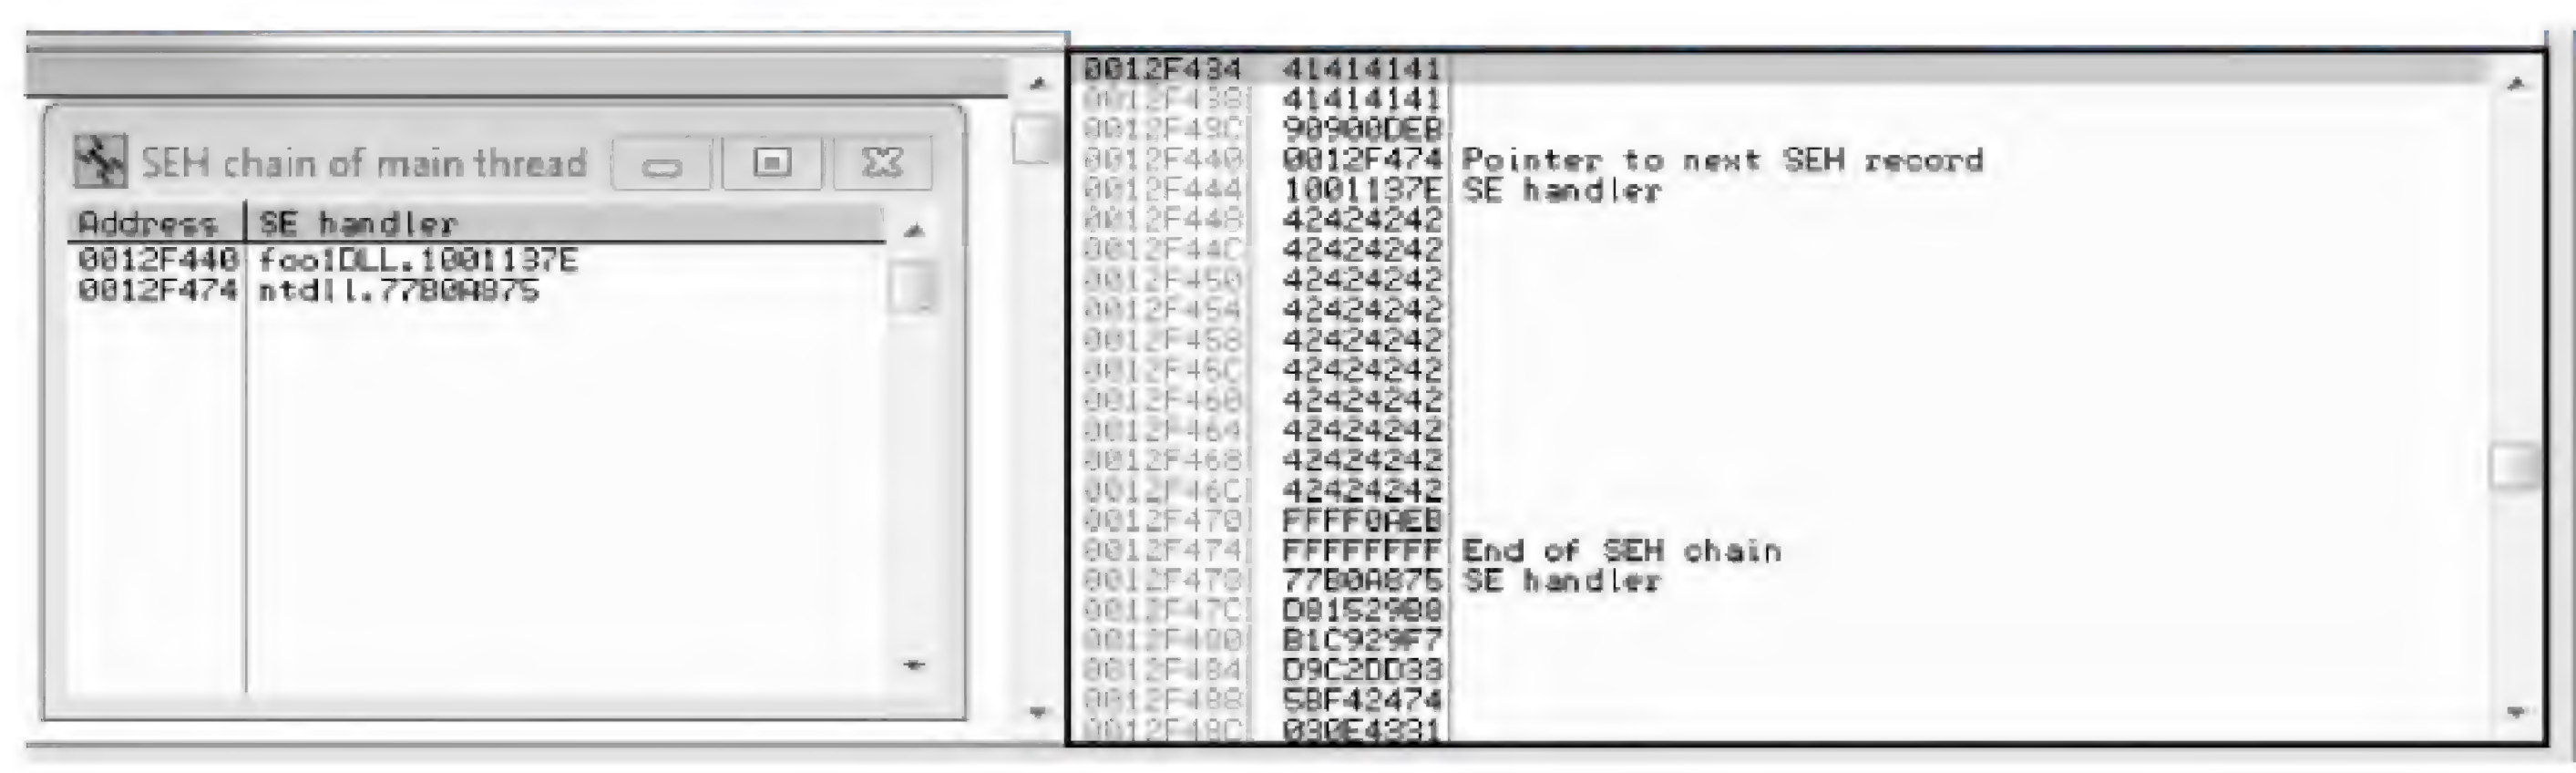 SEH chain of main thread
Address SE handler
0012F440 foo1DLL.1001137E
0012F474 ntdll.77B0A875
0012F434 41414141
0012F438 41414141
0012F43C 90900DEB
0012F440 0012F474 Pointer to next SEH record
0012F444 1001137E SE handler
0012F448 42424242
0012F44C 42424242
0012F450 42424242
0012F454 42424242
0012F458 42424242
0012F45C 42424242
0012F460 42424242
0012F464 42424242
0012F468 42424242
0012F46C 42424242
0012F470 FFFF0AEB
0012F474 FFFFFFFF End of SEH chain
0012F478 77B0A875 SE handler
0012F47C
0012F480 B1C929F7
0012F484 D9C2DD33
0012F488 5BF42474
0012F48C 030E4331